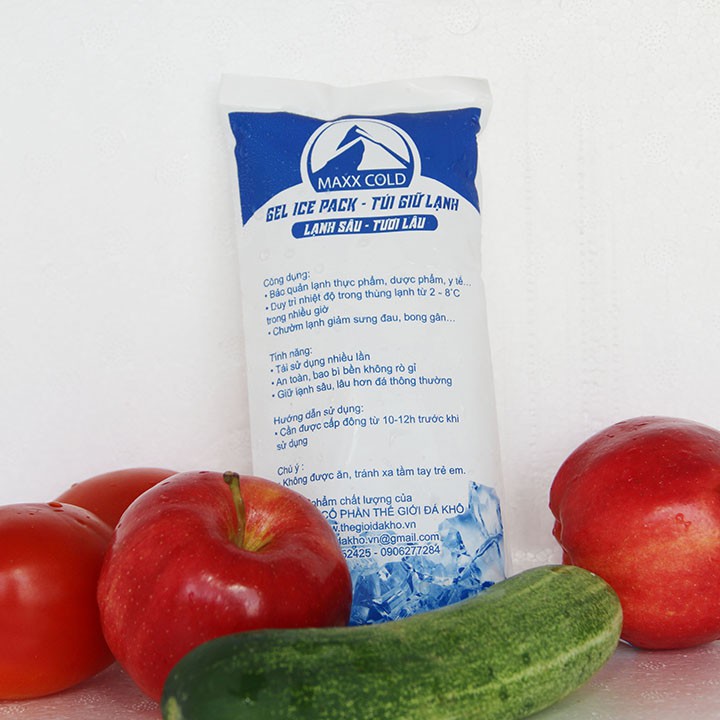 MAXX COLD
GEL ICE PACK - TÚI GIỮ LẠNH
LẠNH SÂU - TƯƠI LÂU
Công dụng:
• Bảo quản lạnh thực phẩm, dược phẩm, y tế...
• Duy trì nhiệt độ trong thùng lạnh từ 2 - 8°C
trong nhiều giờ
• Chườm lạnh giảm sưng đau, bong gân...
Tính năng:
• Tái sử dụng nhiều lần
• An toàn, bao bì bền không rò gỉ
• Giữ lạnh sâu, lâu hơn đá thông thường
Hướng dẫn sử dụng:
• Cần được cấp đông từ 10-12h trước khi
sử dụng
Chú ý :
• Không được ăn, tránh xa tầm tay trẻ em.
phẩm chất lượng của
CỔ PHẦN THẾ GIỚI ĐÁ KHÔ
www.thegioidakho.vn
dakho.vn@gmail.com
52425 - 0906277284